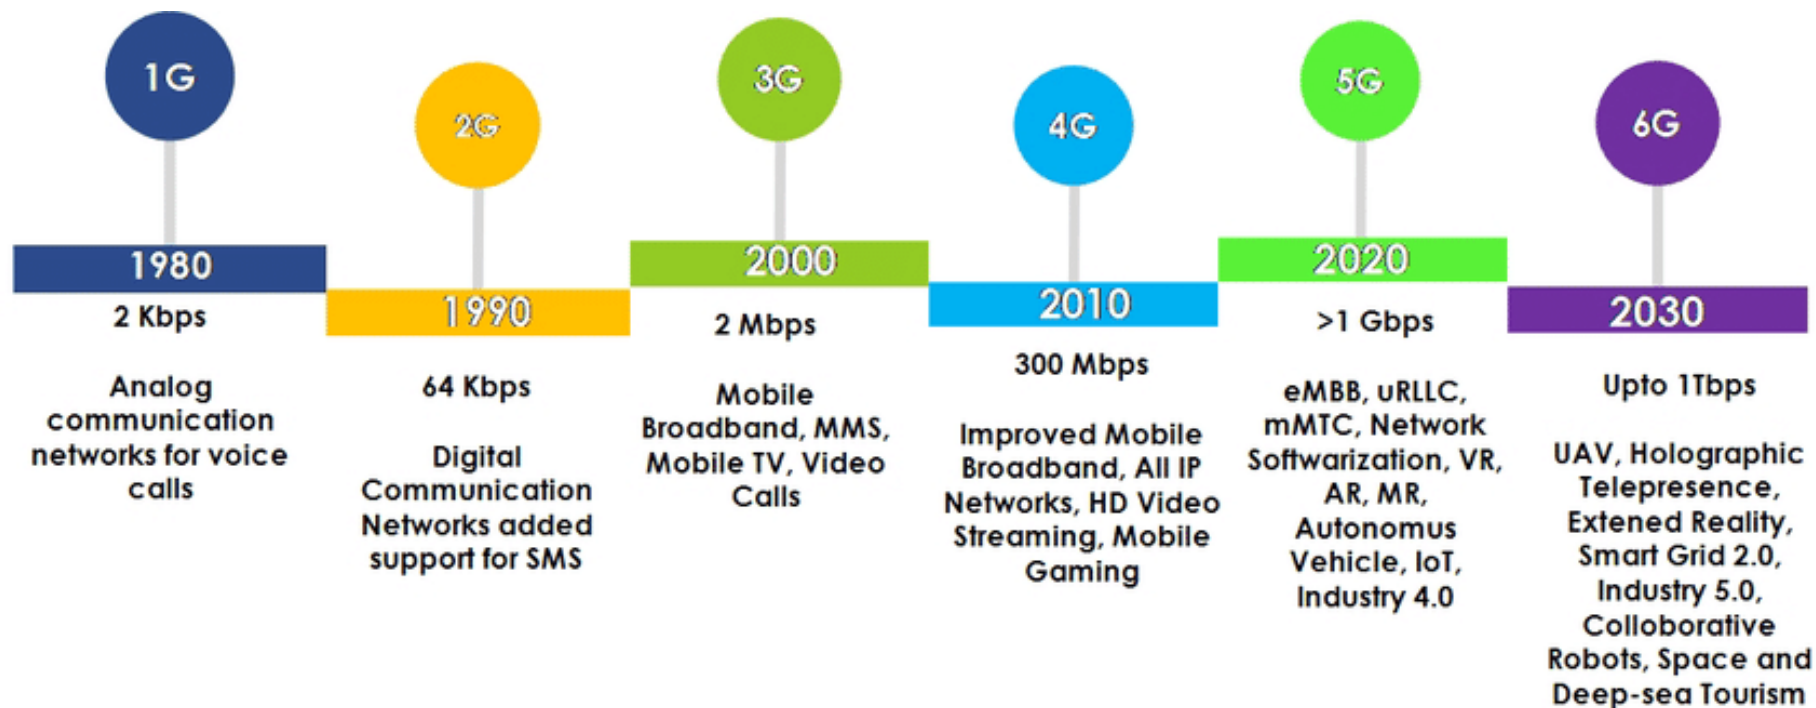 1G
1980
2 Kbps
Analog
communication
networks for voice
calls
2G
1990
64 Kbps
Digital
Communication
Networks added
support for SMS
3G
2000
2 Mbps
Mobile
Broadband, MMS,
Mobile TV, Video
Calls
4G
2010
300 Mbps
Improved Mobile
Broadband, All IP
Networks, HD Video
Streaming, Mobile
Gaming
5G
2020
>1 Gbps
eMBB, uRLLC,
mMTC, Network
Softwarization, VR,
AR, MR,
Autonomus
Vehicle, IoT,
Industry 4.0
6G
2030
Upto 1Tbps
UAV, Holographic
Telepresence,
Extened Reality,
Smart Grid 2.0,
Industry 5.0,
Colloborative
Robots, Space and
Deep-sea Tourism